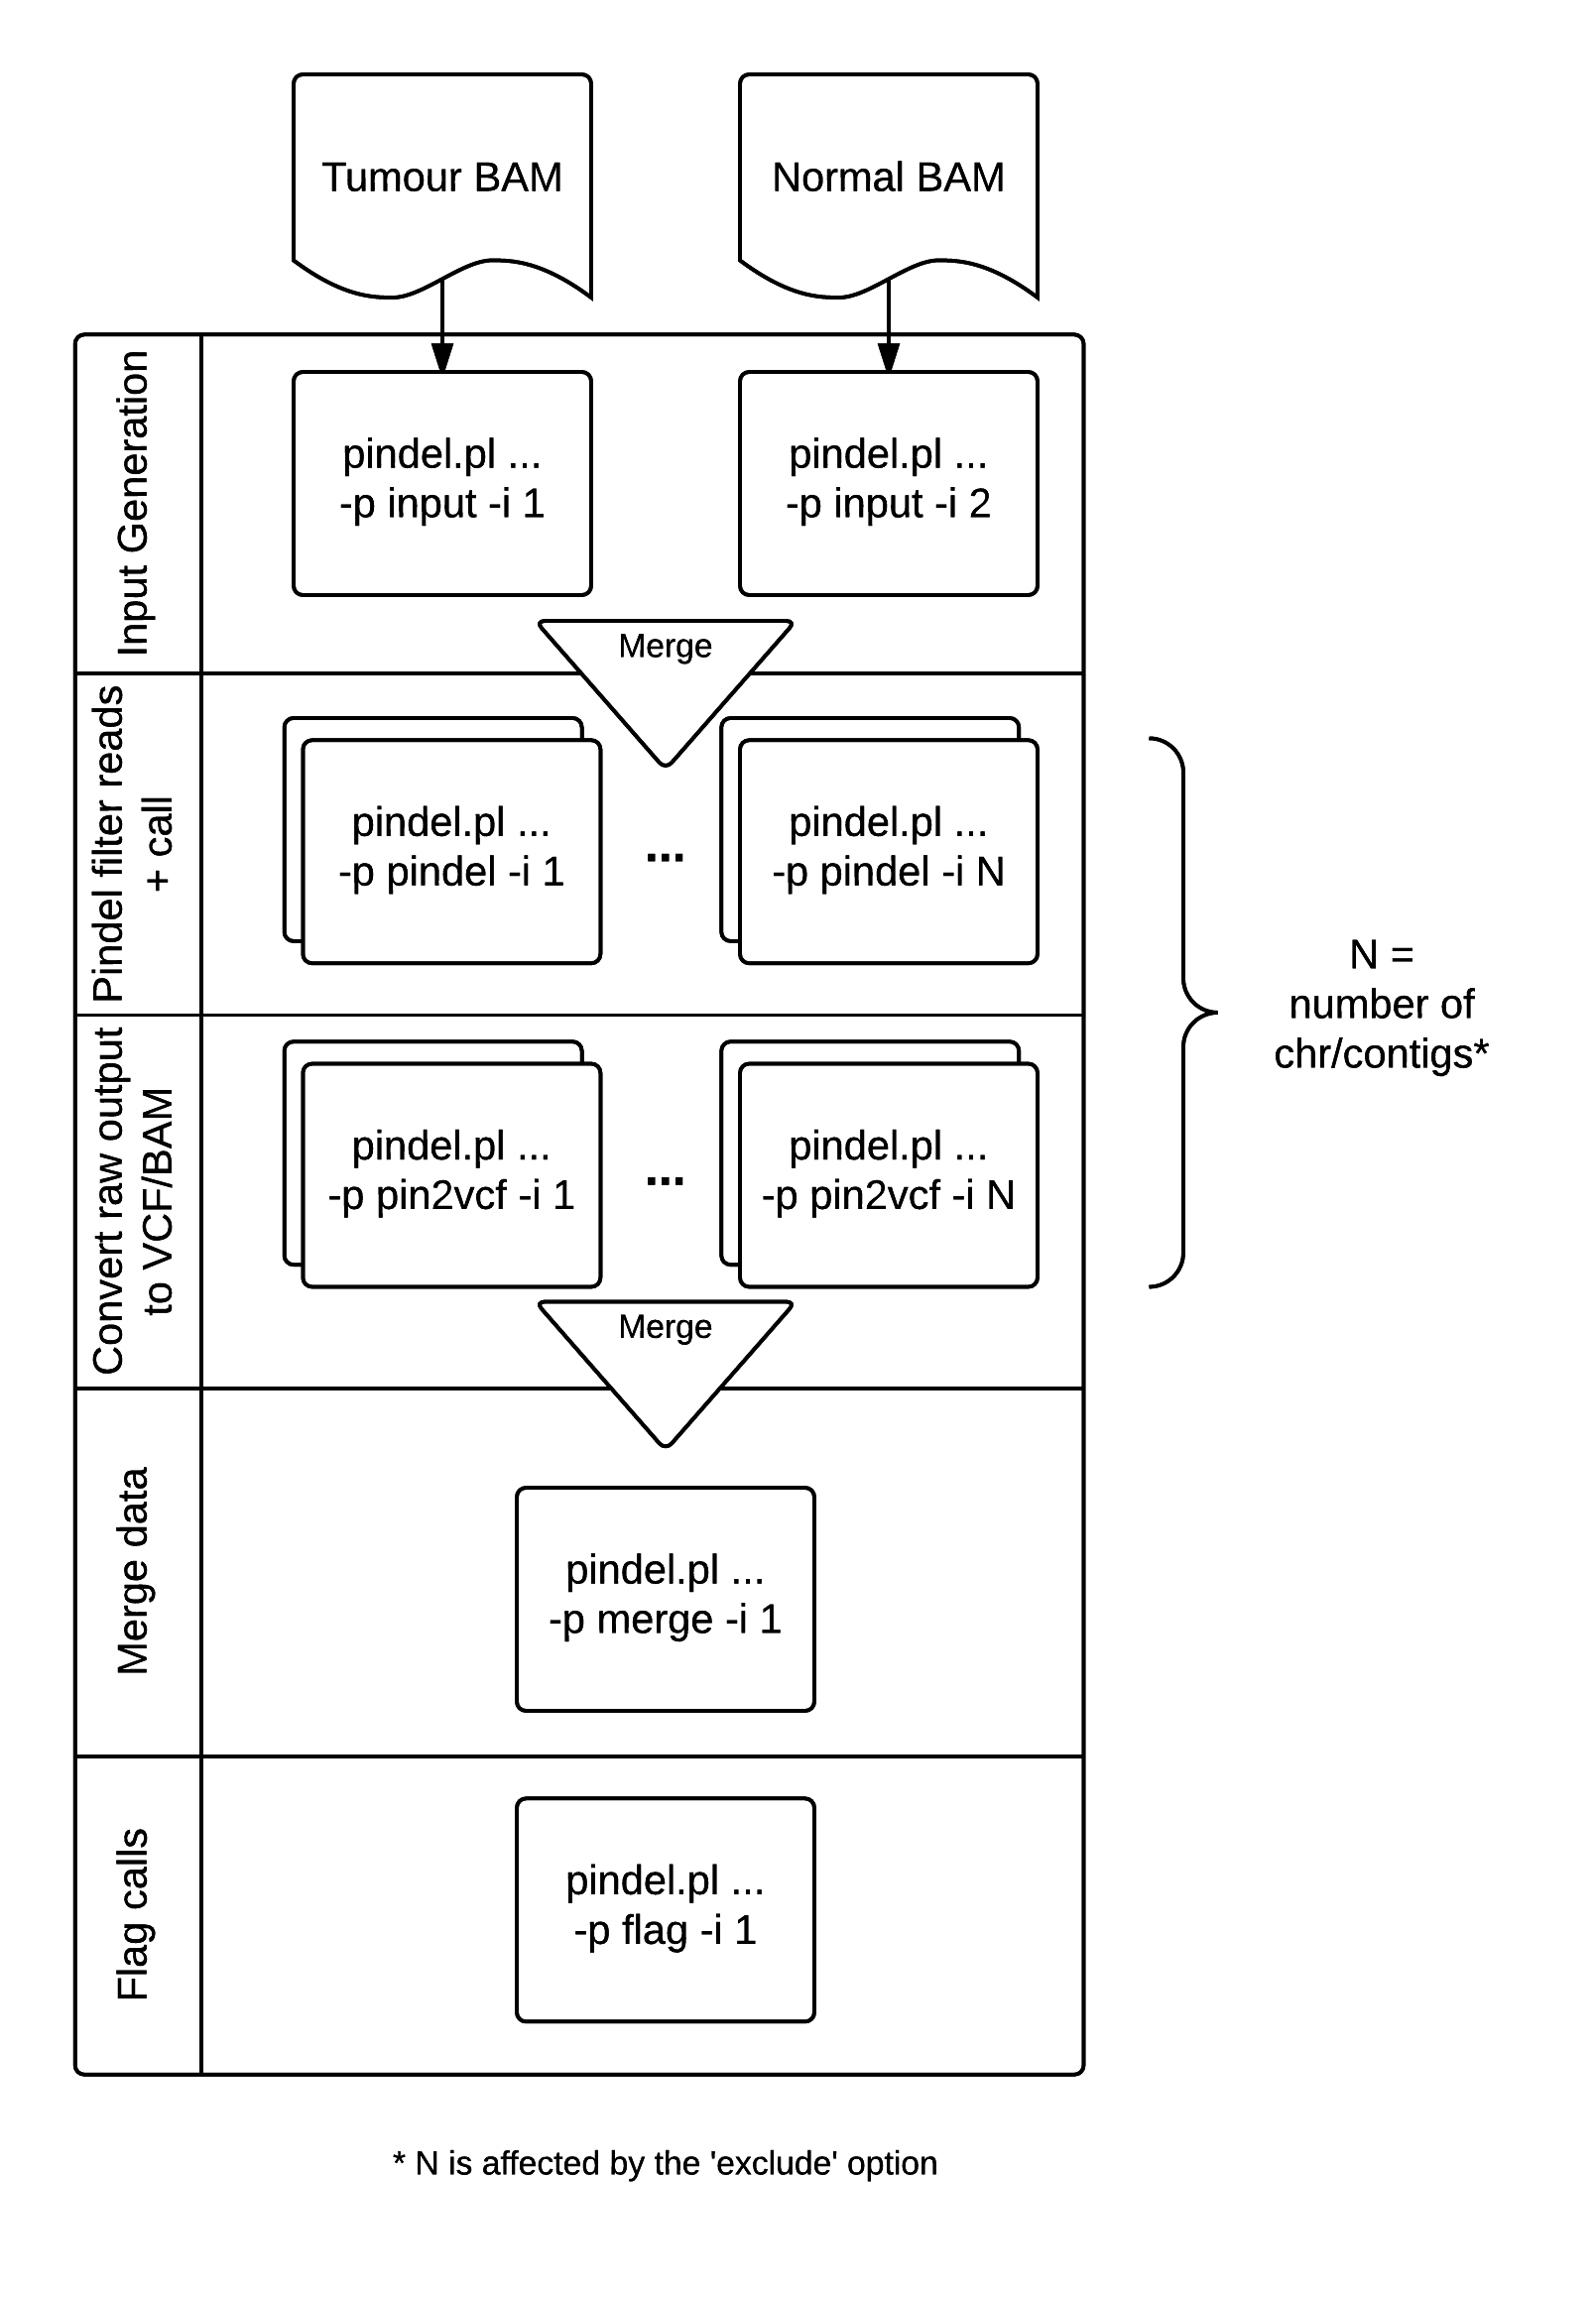 Tumour BAM
Normal BAM
Input Generation
pindel.pl ...
-p input -i 1
pindel.pl ...
-p input -i 2
Merge
Pindel filter reads
+ call
pindel.pl ...
-p pindel -i 1
...
pindel.pl ...
-p pindel -i N
N =
number of
chr/contigs*
Convert raw output
to VCF/BAM
pindel.pl ...
-p pin2vcf -i 1
...
pindel.pl ...
-p pin2vcf -i N
Merge
Merge data
pindel.pl ...
-p merge -i 1
Flag calls
pindel.pl ...
-p flag -i 1
* N is affected by the 'exclude' option